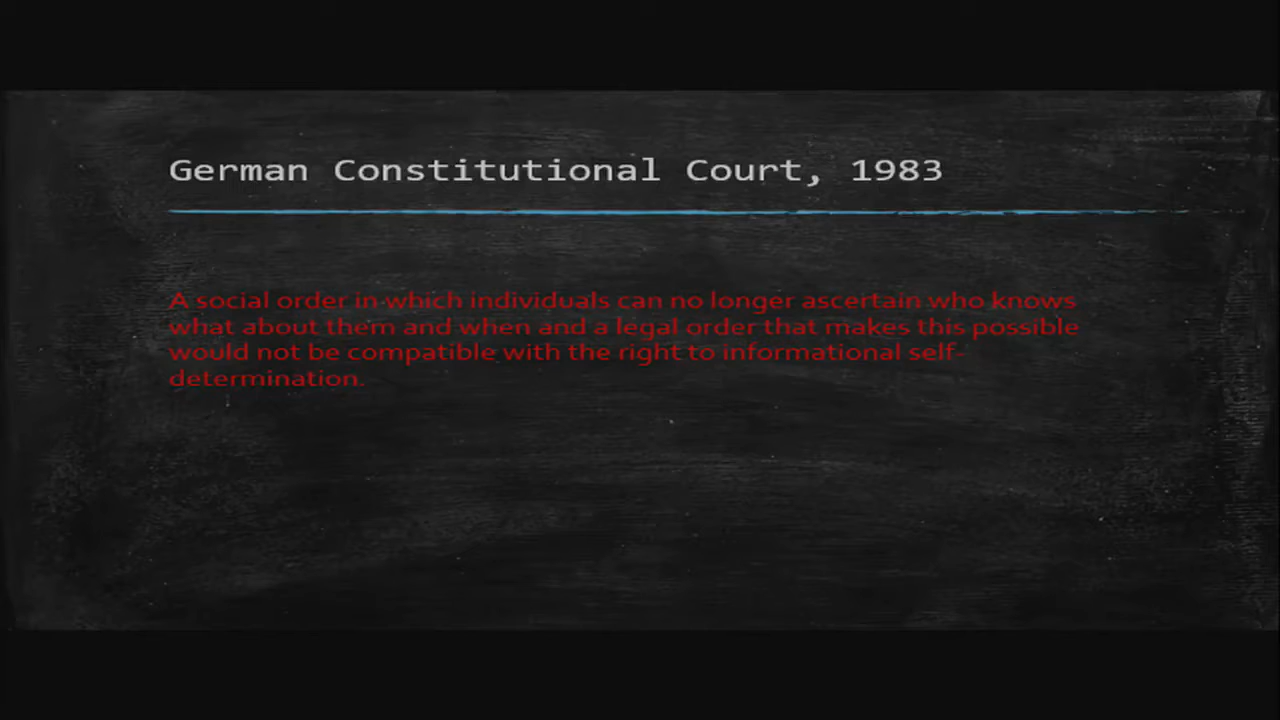 German Constitutional Court, 1983
A social order in which individuals can no longer ascertain who knows
what about them and when and a legal order that makes this possible
would not be compatible with the right to informational self-
determination.